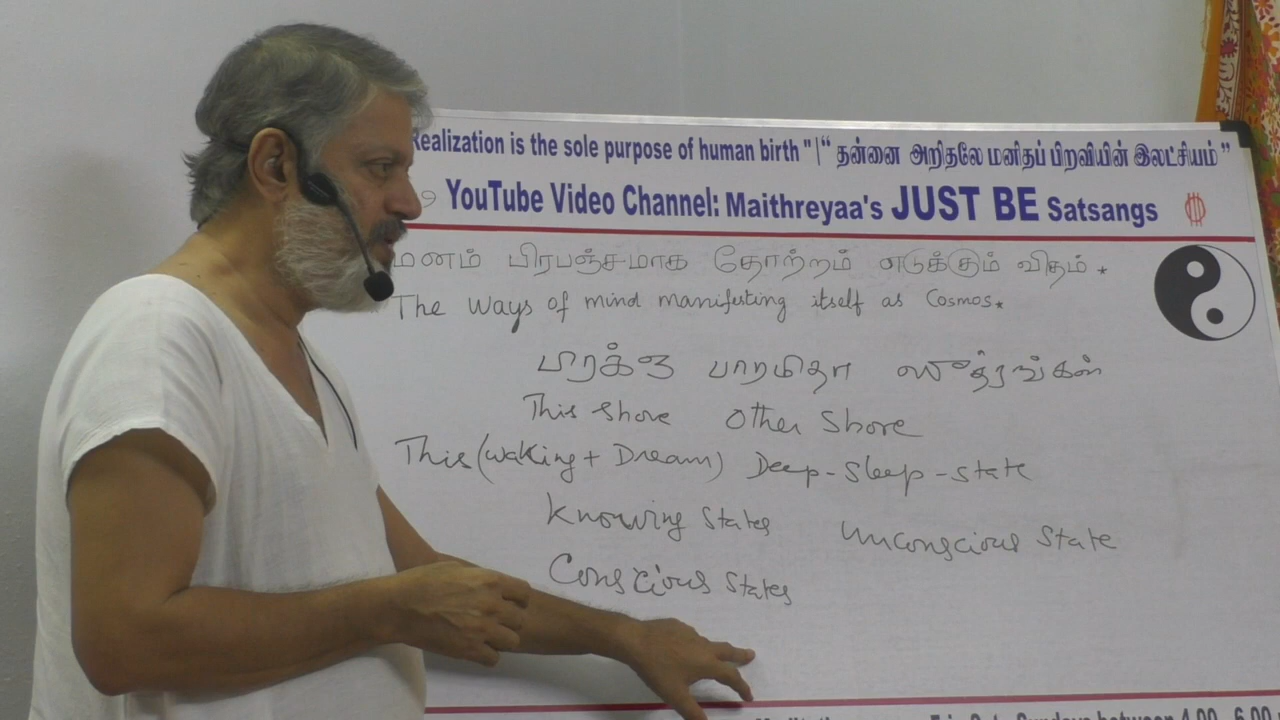 Realization is the sole purpose of human birth " | “ தன்னை அறிதலே மனிதப் பிறவியின் இலட்சியம் ”
YouTube Video Channel: Maithreyaa's JUST BE Satsangs
மனம் பிரபஞ்சமாக தோற்றம் எடுக்கும் விதம் *
The ways of mind manifesting itself as Cosmos *
பாரமிதா
This shore Other Shore
This (waking + Dream) Deep-Sleep-State
Knowing States Unconscious State
Conscious States